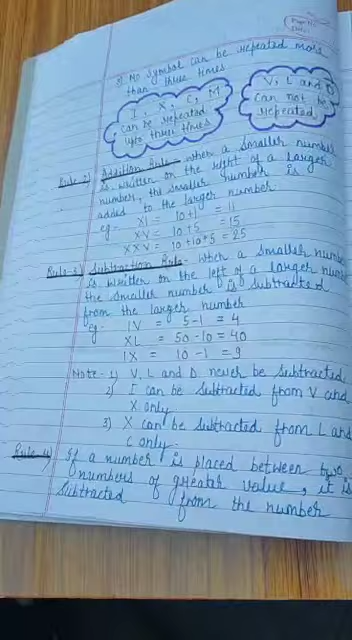 3) No Symbol can be repeated more
than three times
I, X, C, M
can be repeated
upto three times
V, L and D
can not be
repeated
Rule-2) Addition Rule- When a smaller number
is written on the right of a larger
number, the smaller number is
added to the larger number
eg- XI = 10+1 = 11
XV = 10+5 = 15
XXV = 10+10+5 = 25
Rule-3) Subtraction Rule- When a smaller number
is written on the left of a larger number
the smaller number is subtracted
from the larger number
Eg. IV = 5-1 = 4
XL = 50-10 = 40
IX = 10-1 = 9
Note- 1) V, L and D never be subtracted
2) I can be subtracted from V and
X only
3) X can be subtracted from L and
C only.
Rule 4) If a number is placed between two
numbers of greater value, it is
Subtracted from the number